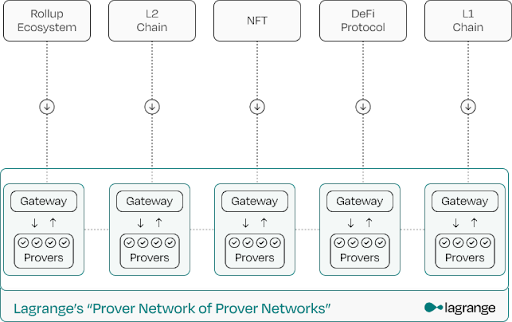 Rollup
Ecosystem
L2
Chain
NFT
DeFi
Protocol
L1
Chain
Gateway
Provers
Gateway
Provers
Gateway
Provers
Gateway
Provers
Gateway
Provers
Lagrange’s “Prover Network of Prover Networks”
lagrange